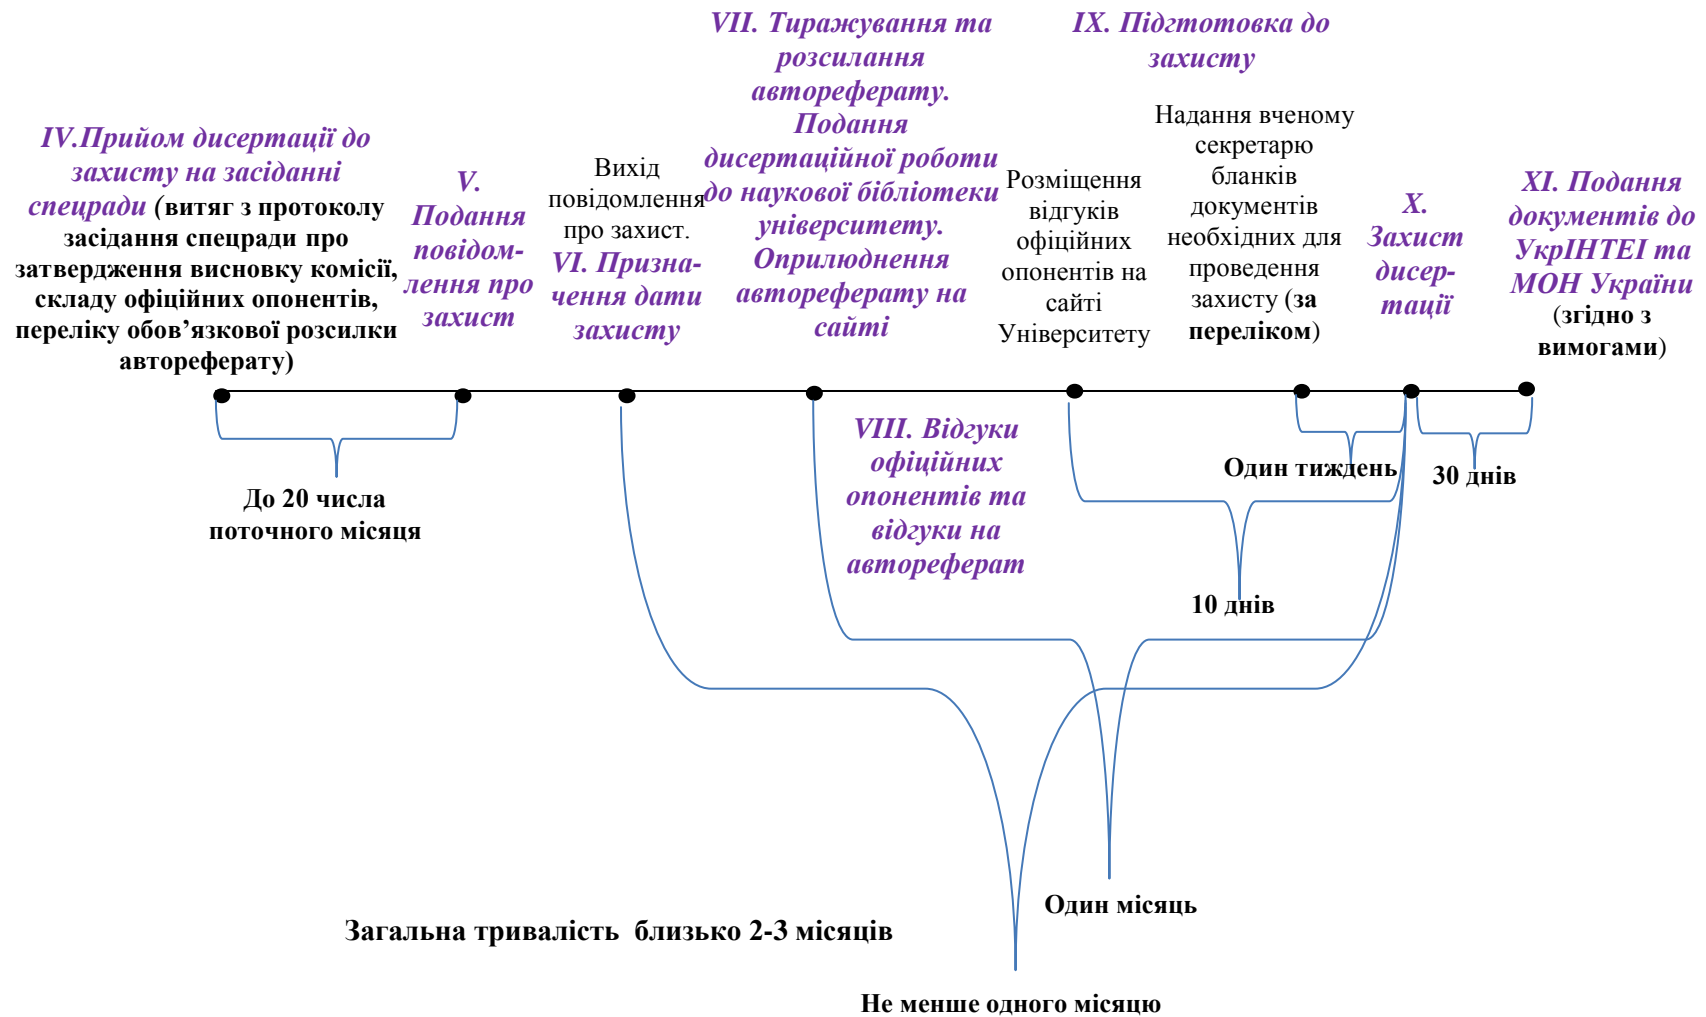 IV.Прийом дисертації до
захисту на засіданні
спецради (витяг з протоколу
засідання спецради про
затвердження висновку комісії,
складу офіційних опонентів,
переліку обов’язкової розсилки
автореферату)
V.
Подання
повідом-
лення про
захист
Вихід
повідомлення
про захист.
VI. Призна-
чення дати
захисту
VII. Тиражування та
розсилання
автореферату.
Подання
дисертаційної роботи
до наукової бібліотеки
університету.
Оприлюднення
автореферату на
сайті
Розміщення
відгуків
офіційних
опонентів на
сайті
Університету
IX. Підгтотовка до
захисту
Надання вченому
секретарю
бланків
документів
необхідних для
проведення
захисту (за
переліком)
X.
Захист
дисер-
тації
XI. Подання
документів до
УкрІНТЕІ та
МОН України
(згідно з
вимогами)
До 20 числа
поточного місяця
VIII. Відгуки
офіційних
опонентів та
відгуки на
автореферат
Один тиждень
30 днів
10 днів
Один місяць
Загальна тривалість близько 2-3 місяців
Не менше одного місяцю